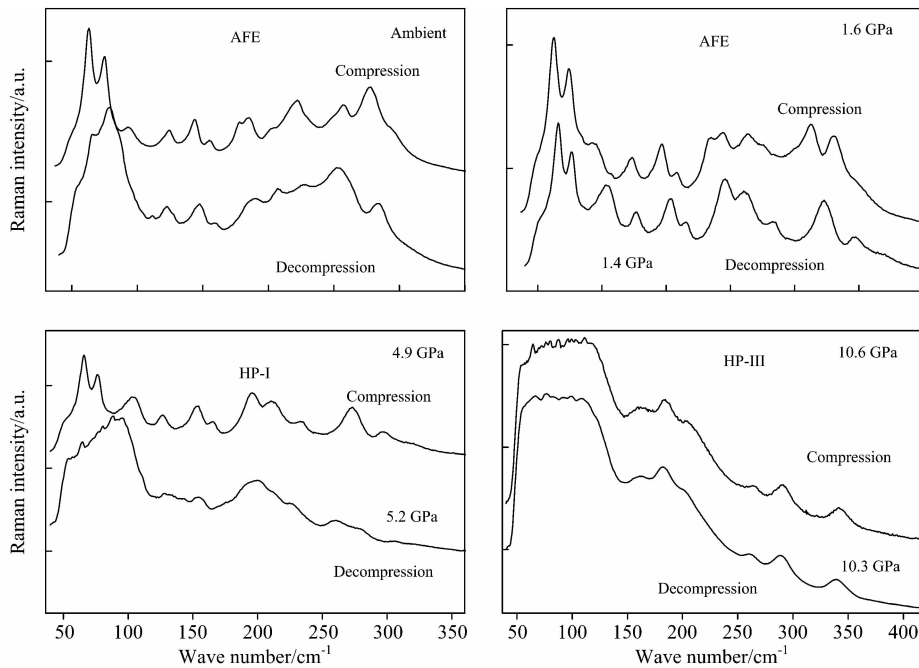 AFE
Ambient
Compression
Decompression
Raman intensity/a.u.
AFE
1.6 GPa
Compression
1.4 GPa
Decompression
HP-I
4.9 GPa
Compression
5.2 GPa
Decompression
Raman intensity/a.u.
50 100 150 200 250 300 350
Wave number/cm-1
HP-III
10.6 GPa
Compression
10.3 GPa
Decompression
50 100 150 200 250 300 350 400
Wave number/cm-1